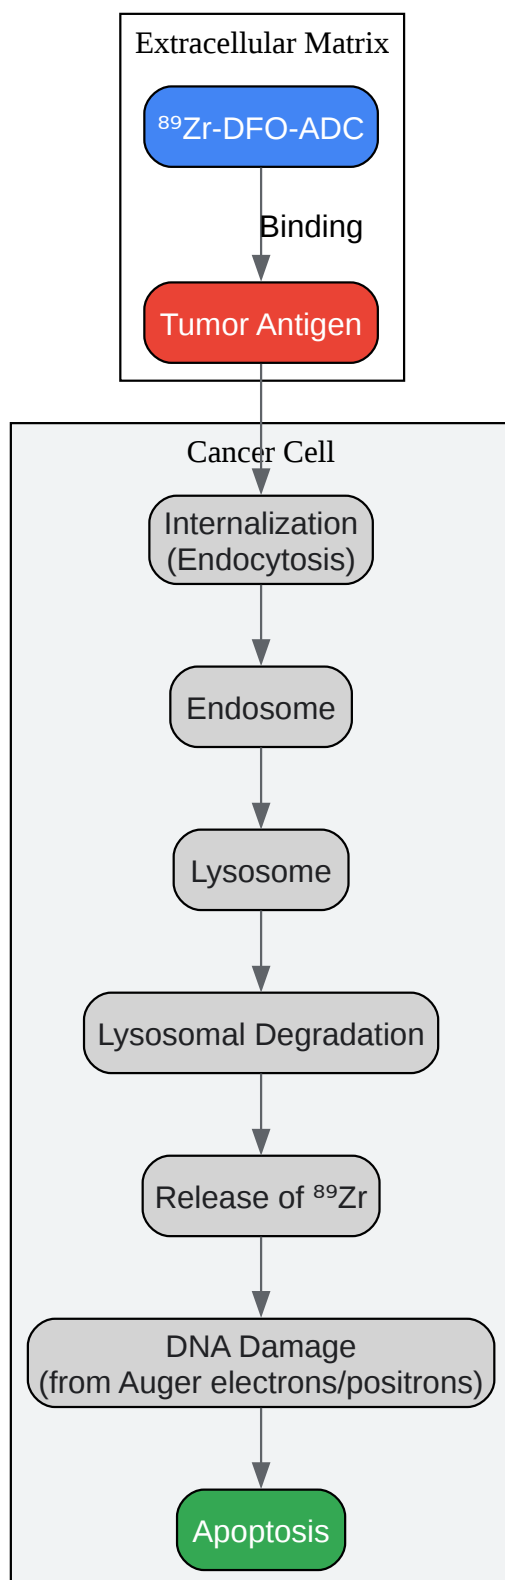 Extracellular Matrix
⁸⁹Zr-DFO-ADC
Binding
Tumor Antigen
Cancer Cell
Internalization
(Endocytosis)
Endosome
Lysosome
Lysosomal Degradation
Release of ⁸⁹Zr
DNA Damage
(from Auger electrons/positrons)
Apoptosis